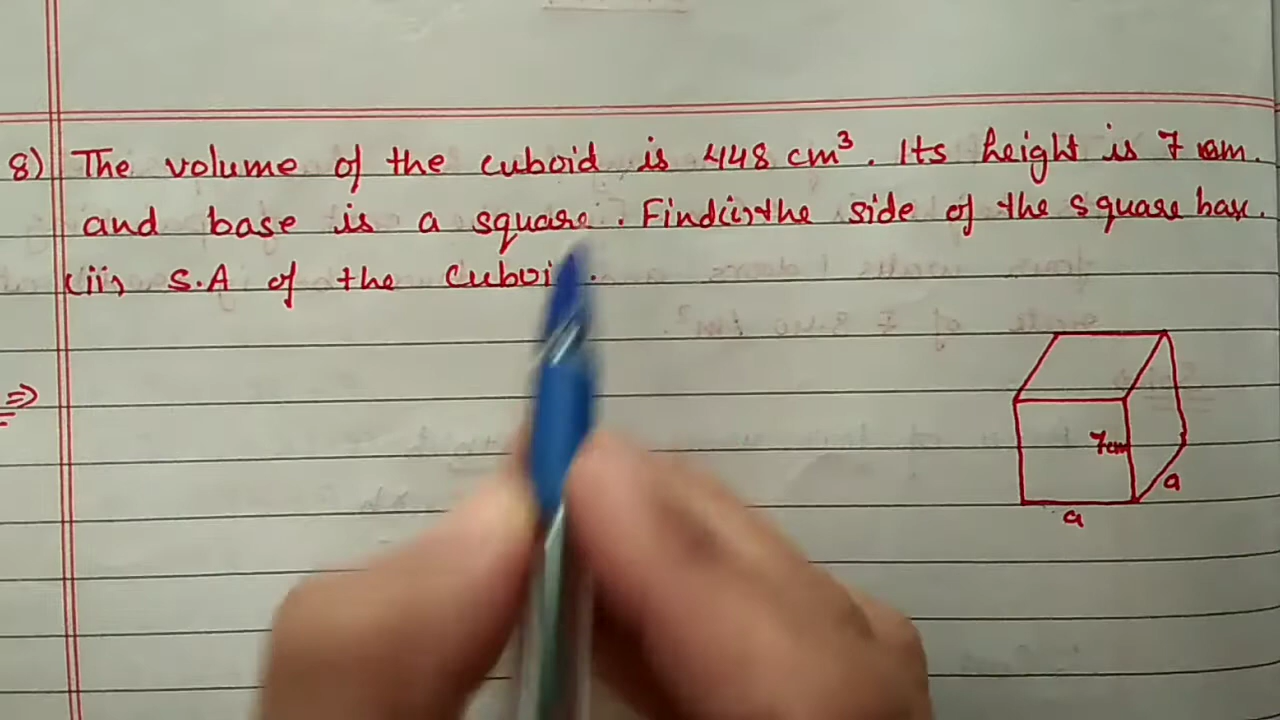 8) The volume of the cuboid is 448 cm³. Its height is 7 cm.
and base is a square. Find (i) the side of the square base.
(ii) S.A of the
⇒
7cm
a
a